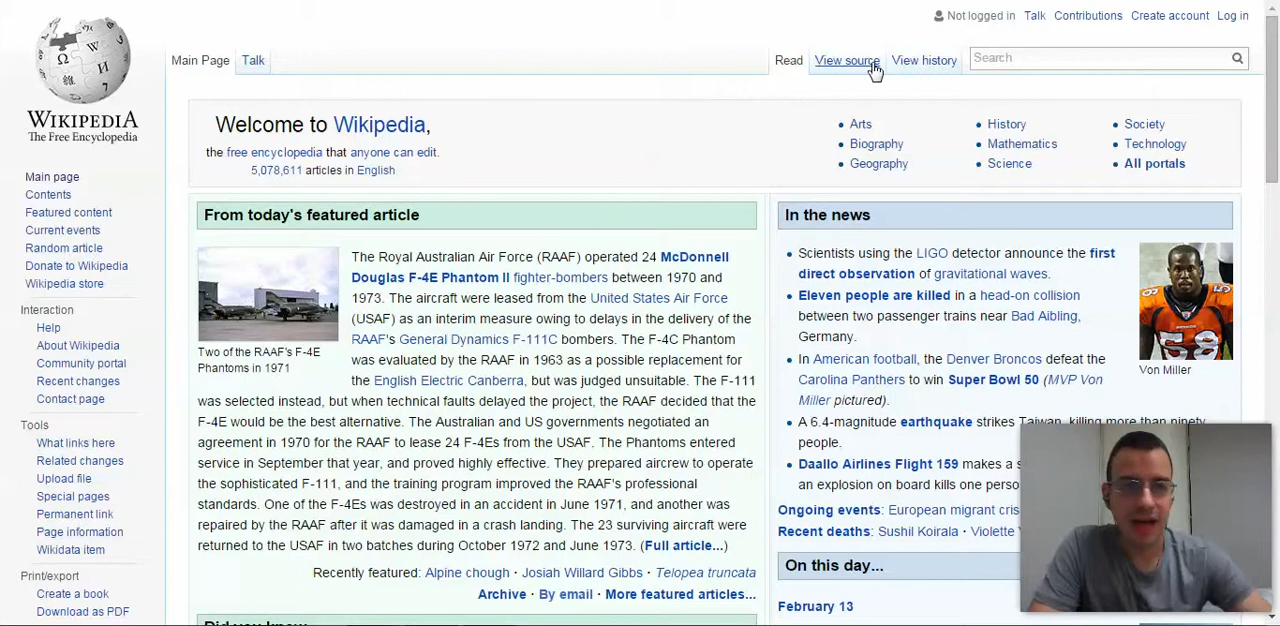 Not logged in Talk Contributions Create account Log in
Main Page Talk Read View source View history Search
WIKIPEDIA
The Free Encyclopedia
Main page
Contents
Featured content
Current events
Random article
Donate to Wikipedia
Wikipedia store
Interaction
Help
About Wikipedia
Community portal
Recent changes
Contact page
Tools
What links here
Related changes
Upload file
Special pages
Permanent link
Page information
Wikidata item
Print/export
Create a book
Download as PDF
Welcome to Wikipedia,
the free encyclopedia that anyone can edit.
5,078,611 articles in English
Arts
Biography
Geography
History
Mathematics
Science
Society
Technology
All portals
From today's featured article
Two of the RAAF's F-4E
Phantoms in 1971
The Royal Australian Air Force (RAAF) operated 24 McDonnell
Douglas F-4E Phantom II fighter-bombers between 1970 and
1973. The aircraft were leased from the United States Air Force
(USAF) as an interim measure owing to delays in the delivery of the
RAAF's General Dynamics F-111C bombers. The F-4C Phantom
was evaluated by the RAAF in 1963 as a possible replacement for
the English Electric Canberra, but was judged unsuitable. The F-111
was selected instead, but when technical faults delayed the project, the RAAF decided that the
F-4E would be the best alternative. The Australian and US governments negotiated an
agreement in 1970 for the RAAF to lease 24 F-4Es from the USAF. The Phantoms entered
service in September that year, and proved highly effective. They prepared aircrew to operate
the sophisticated F-111, and the training program improved the RAAF's professional
standards. One of the F-4Es was destroyed in an accident in June 1971, and another was
repaired by the RAAF after it was damaged in a crash landing. The 23 surviving aircraft were
returned to the USAF in two batches during October 1972 and June 1973. (Full article...)
Recently featured: Alpine chough · Josiah Willard Gibbs · Telopea truncata
Archive · By email · More featured articles...
In the news
Scientists using the LIGO detector announce the first
direct observation of gravitational waves.
Eleven people are killed in a head-on collision
between two passenger trains near Bad Aibling,
Germany.
In American football, the Denver Broncos defeat the
Carolina Panthers to win Super Bowl 50 (MVP Von
Miller pictured).
A 6.4-magnitude earthquake strikes Taiwan, killing more than ninety
people.
Daallo Airlines Flight 159 makes a
an explosion on board kills one
Ongoing events: European migrant
Recent deaths: Sushil Koirala · Violette
Von Miller
58
On this day...
February 13